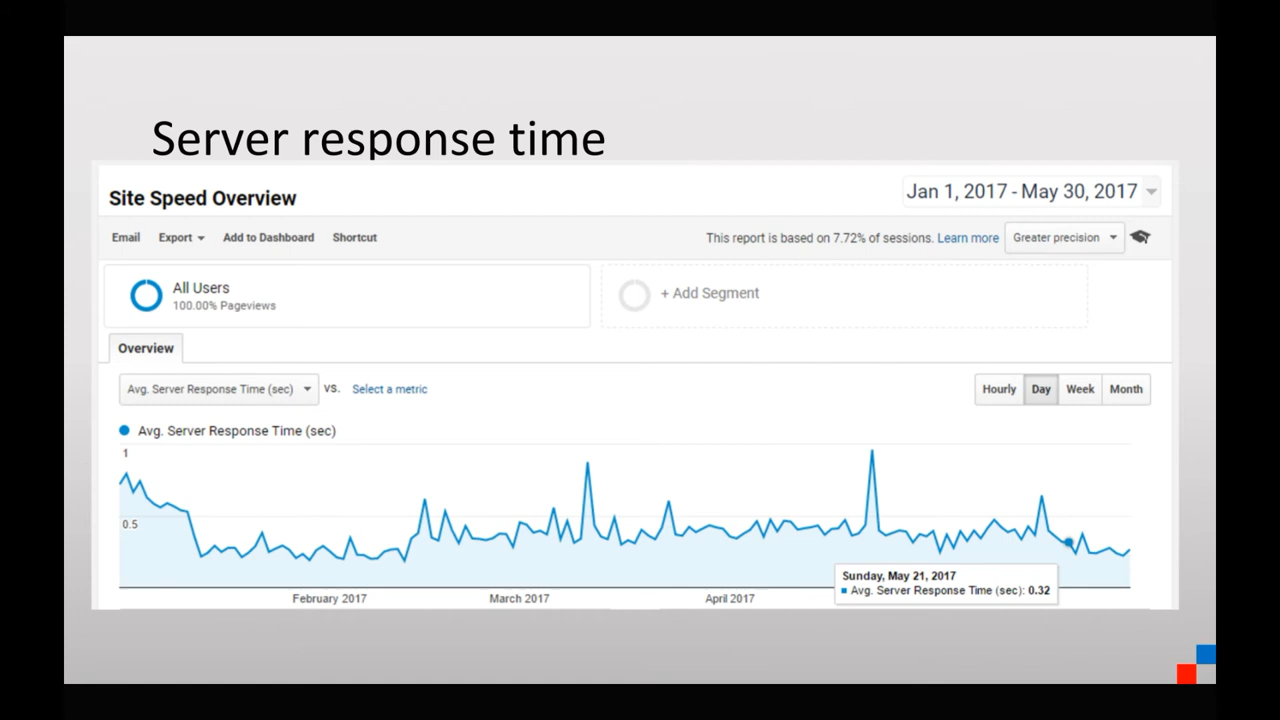 Server response time
Site Speed Overview
Jan 1, 2017 - May 30, 2017
Email Export Add to Dashboard Shortcut
This report is based on 7.72% of sessions. Learn more Greater precision
All Users
100.00% Pageviews
+ Add Segment
Overview
Avg. Server Response Time (sec) VS. Select a metric
Hourly Day Week Month
Avg. Server Response Time (sec)
1
0.5
Sunday, May 21, 2017
Avg. Server Response Time (sec): 0.32
February 2017 March 2017 April 2017